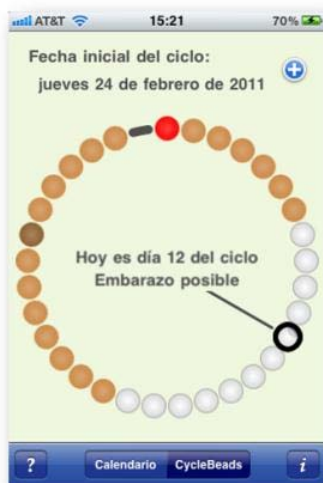 AT&T 15:21 70%
Fecha inicial del ciclo:
jueves 24 de febrero de 2011
Hoy es día 12 del ciclo
Embarazo posible
? Calendario CycleBeads i